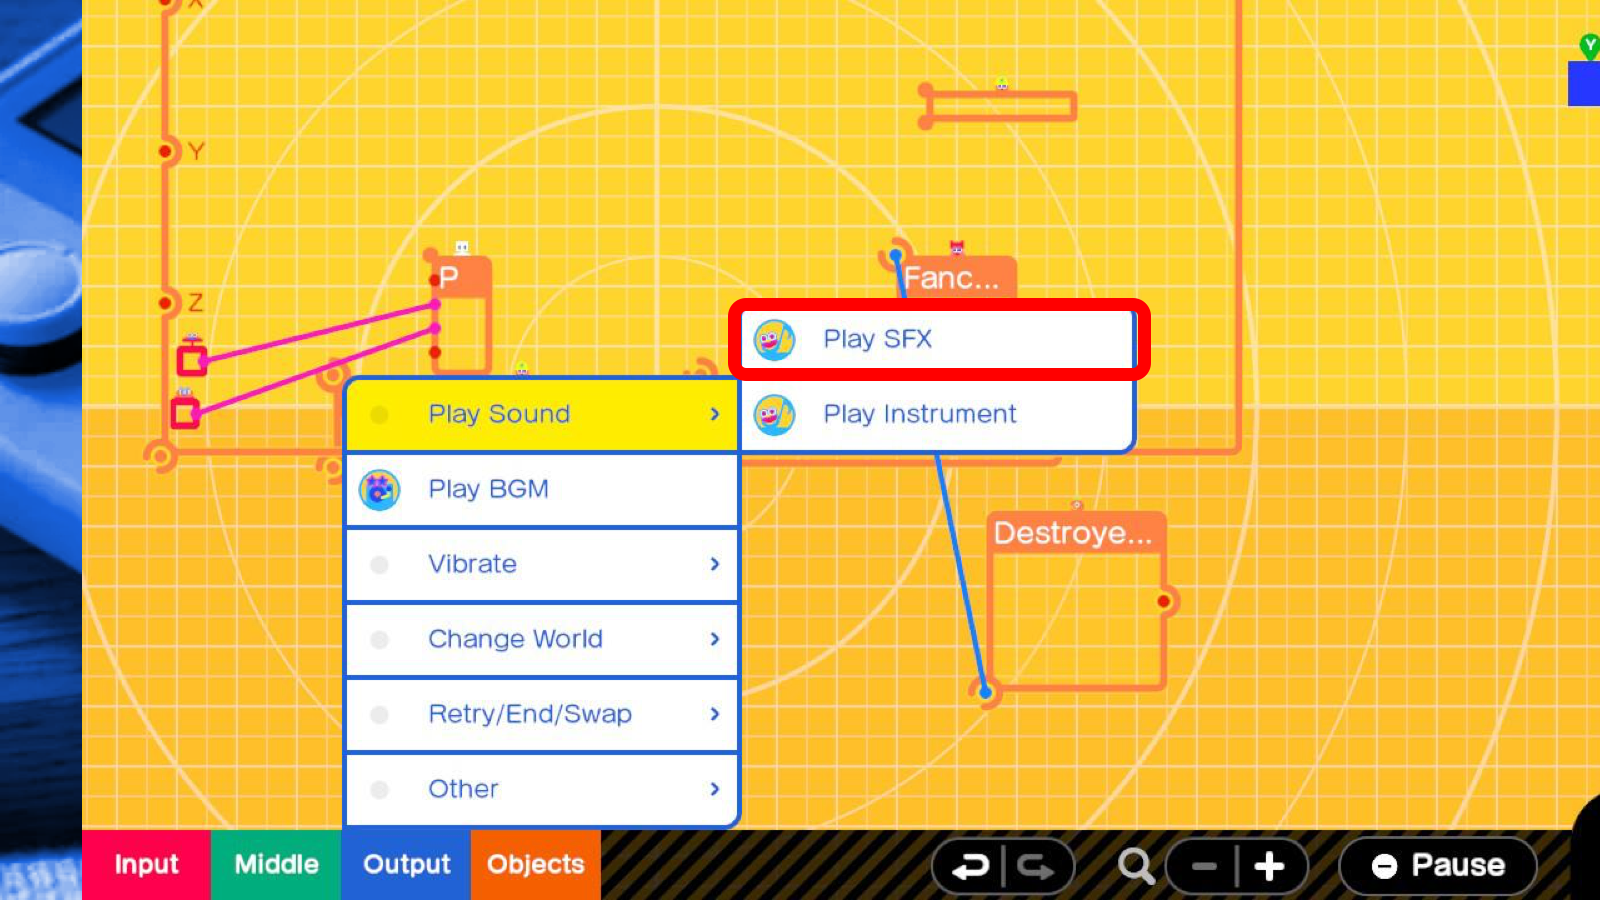 X
Y
Y
Z
P
Fanc...
Play SFX
Play Sound
Play Instrument
Play BGM
Destroye...
Vibrate
Change World
Retry/End/Swap
Other
Input
Middle
Output
Objects
Pause